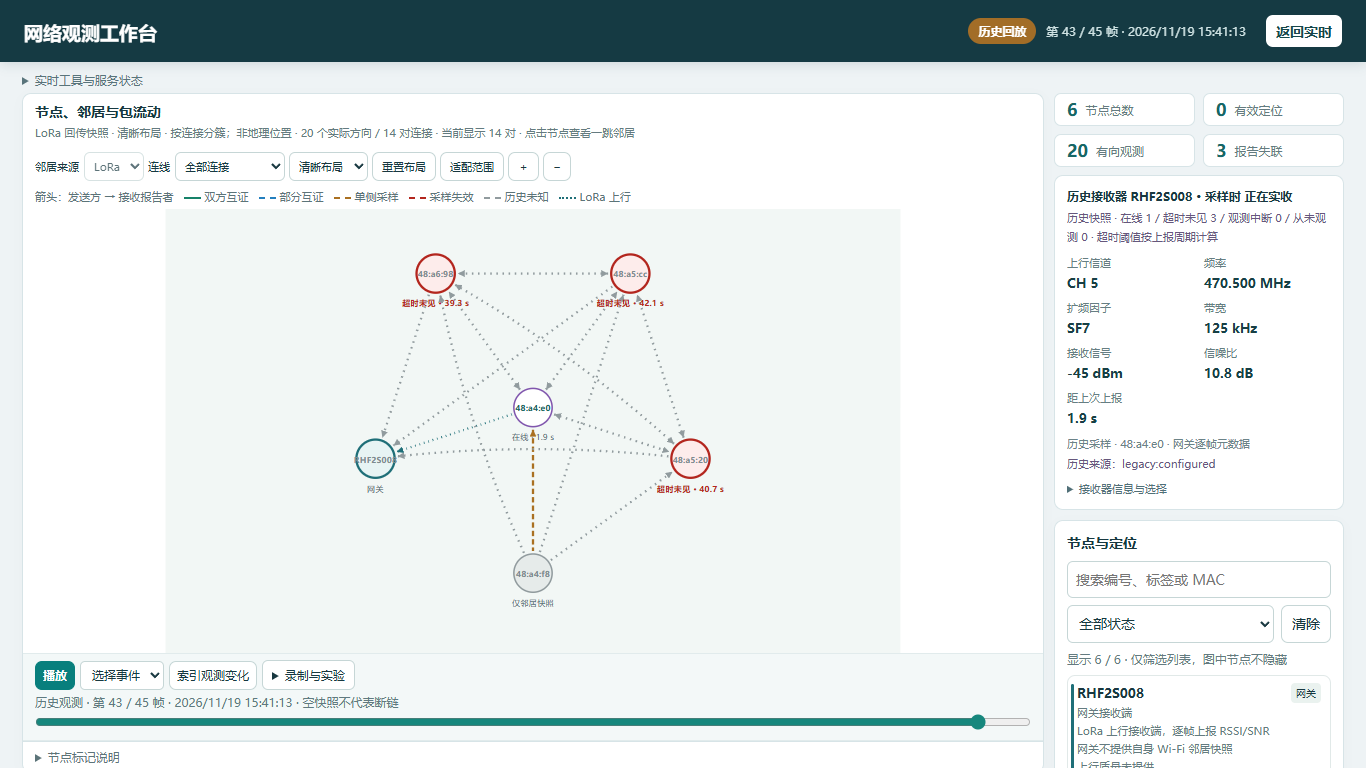 网络观测工作台
历史回放 第 43 / 45 帧 · 2026/11/19 15:41:13 返回实时
▶ 实时工具与服务状态
节点、邻居与包流动
LoRa 回传快照 · 清晰布局 · 按连接分簇；非地理位置 · 20 个实际方向 / 14 对连接 · 当前显示 14 对 · 点击节点查看一跳邻居
邻居来源 LoRa 连线 全部连接 清晰布局 重置布局 适配范围 + −
箭头：发送方 → 接收报告者 双方互证 部分互证 单侧采样 采样失效 历史未知 LoRa 上行
48:a6:98
超时未见 · 39.3 s
48:a5:cc
超时未见 · 42.1 s
48:a4:e0
在线 · 1.9 s
RHF2S008
网关
48:a5:20
超时未见 · 40.7 s
48:a4:f8
仅邻居快照
播放 选择事件 索引观测变化 ▶ 录制与实验
历史观测 · 第 43 / 45 帧 · 2026/11/19 15:41:13 · 空快照不代表断链
▶ 节点标记说明
6 节点总数
0 有效定位
20 有向观测
3 报告失联
历史接收器 RHF2S008 · 采样时 正在实收
历史快照 · 在线 1 / 超时未见 3 / 观测中断 0 / 从未观
测 0 · 超时阈值按上报周期计算
上行信道 频率
CH 5 470.500 MHz
扩频因子 带宽
SF7 125 kHz
接收信号 信噪比
-45 dBm 10.8 dB
距上次上报
1.9 s
历史采样 · 48:a4:e0 · 网关逐帧元数据
历史来源：legacy:configured
▶ 接收器信息与选择
节点与定位
搜索编号、标签或 MAC
全部状态 清除
显示 6 / 6 · 仅筛选列表，图中节点不隐藏
RHF2S008 网关
网关接收端
LoRa 上行接收端，逐帧上报 RSSI/SNR
网关不提供自身 Wi-Fi 邻居快照
上行质量未提供